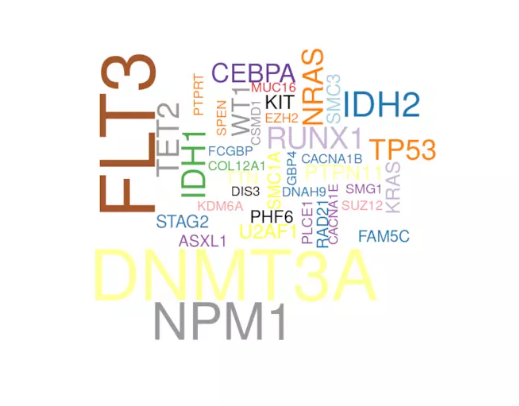 FLT3
PTPRT
CEBPA
MUC16
NRAS
SMC3
IDH2
TET2
SPEN
WT1
CSMD1
KIT
EZH2
RUNX1
TP53
IDH1
FCGBP
COL12A1
TTN
SMC1A
GBP4
CACNA1B
PTPN11
DIS3
DNAH9
CACNA1E
SMG1
KRAS
KDM6A
SUZ12
STAG2
PHF6
PLCE1
RAD21
U2AF1
ASXL1
FAM5C
DNMT3A
NPM1